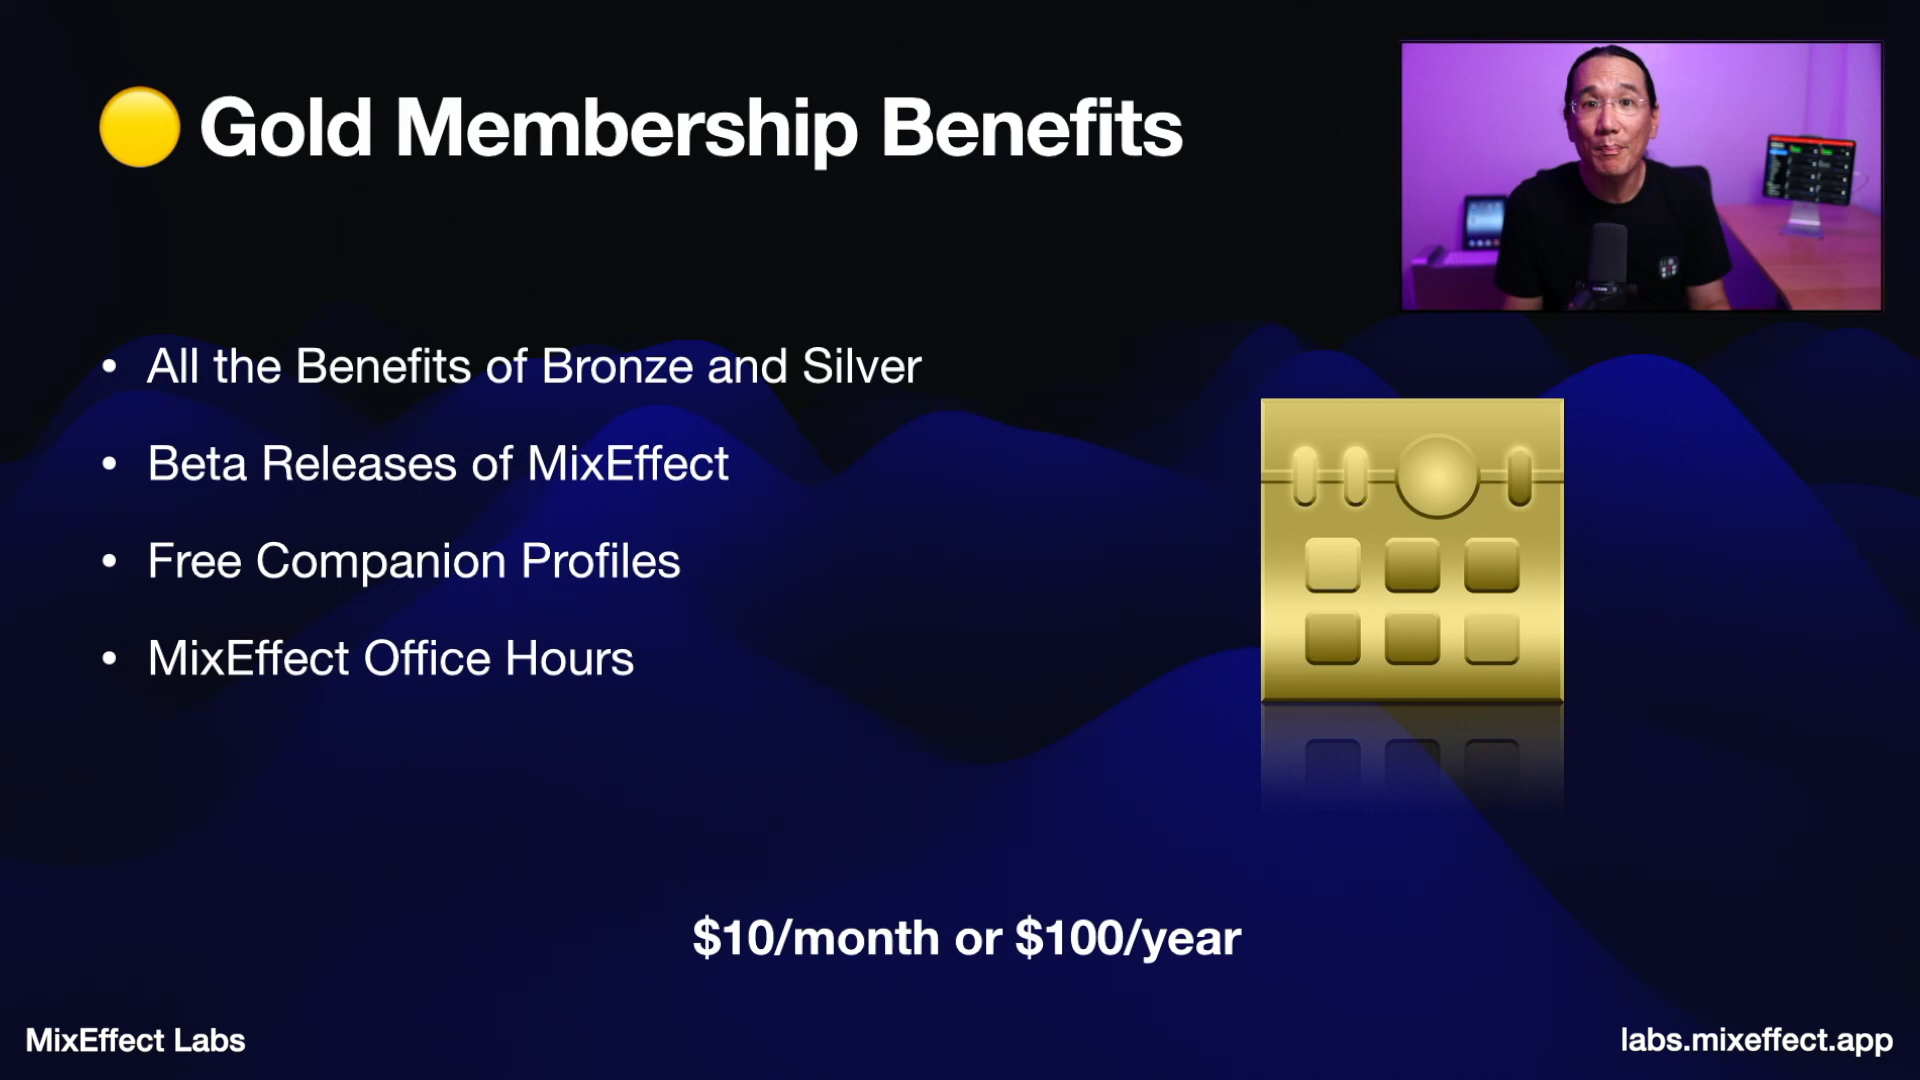 Gold Membership Benefits
• All the Benefits of Bronze and Silver
• Beta Releases of MixEffect
• Free Companion Profiles
• MixEffect Office Hours
$10/month or $100/year
MixEffect Labs
labs.mixeffect.app